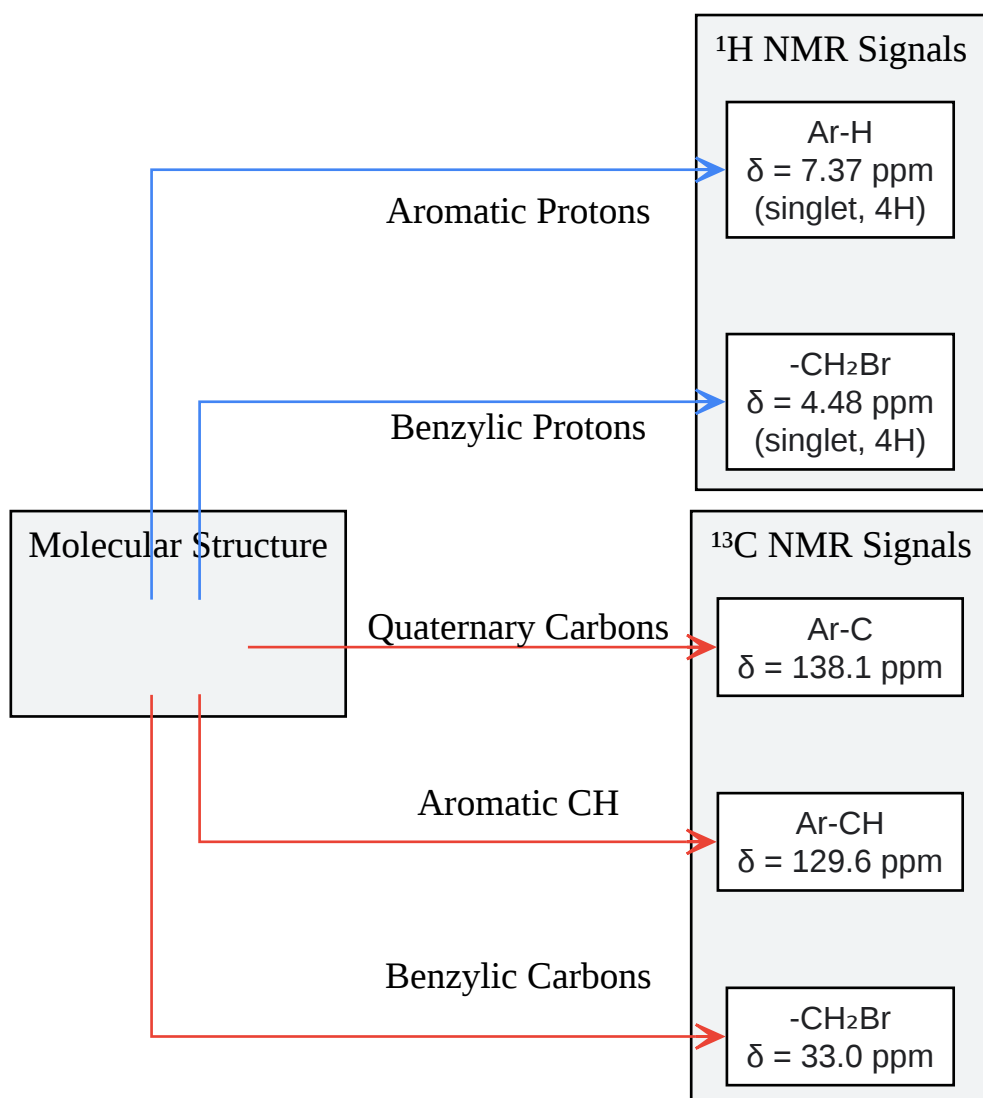 ¹H NMR Signals
Ar-H
δ = 7.37 ppm
(singlet, 4H)
Aromatic Protons
-CH₂Br
δ = 4.48 ppm
(singlet, 4H)
Benzylic Protons
Molecular Structure
¹³C NMR Signals
Quaternary Carbons
Ar-C
δ = 138.1 ppm
Aromatic CH
Ar-CH
δ = 129.6 ppm
Benzylic Carbons
-CH₂Br
δ = 33.0 ppm